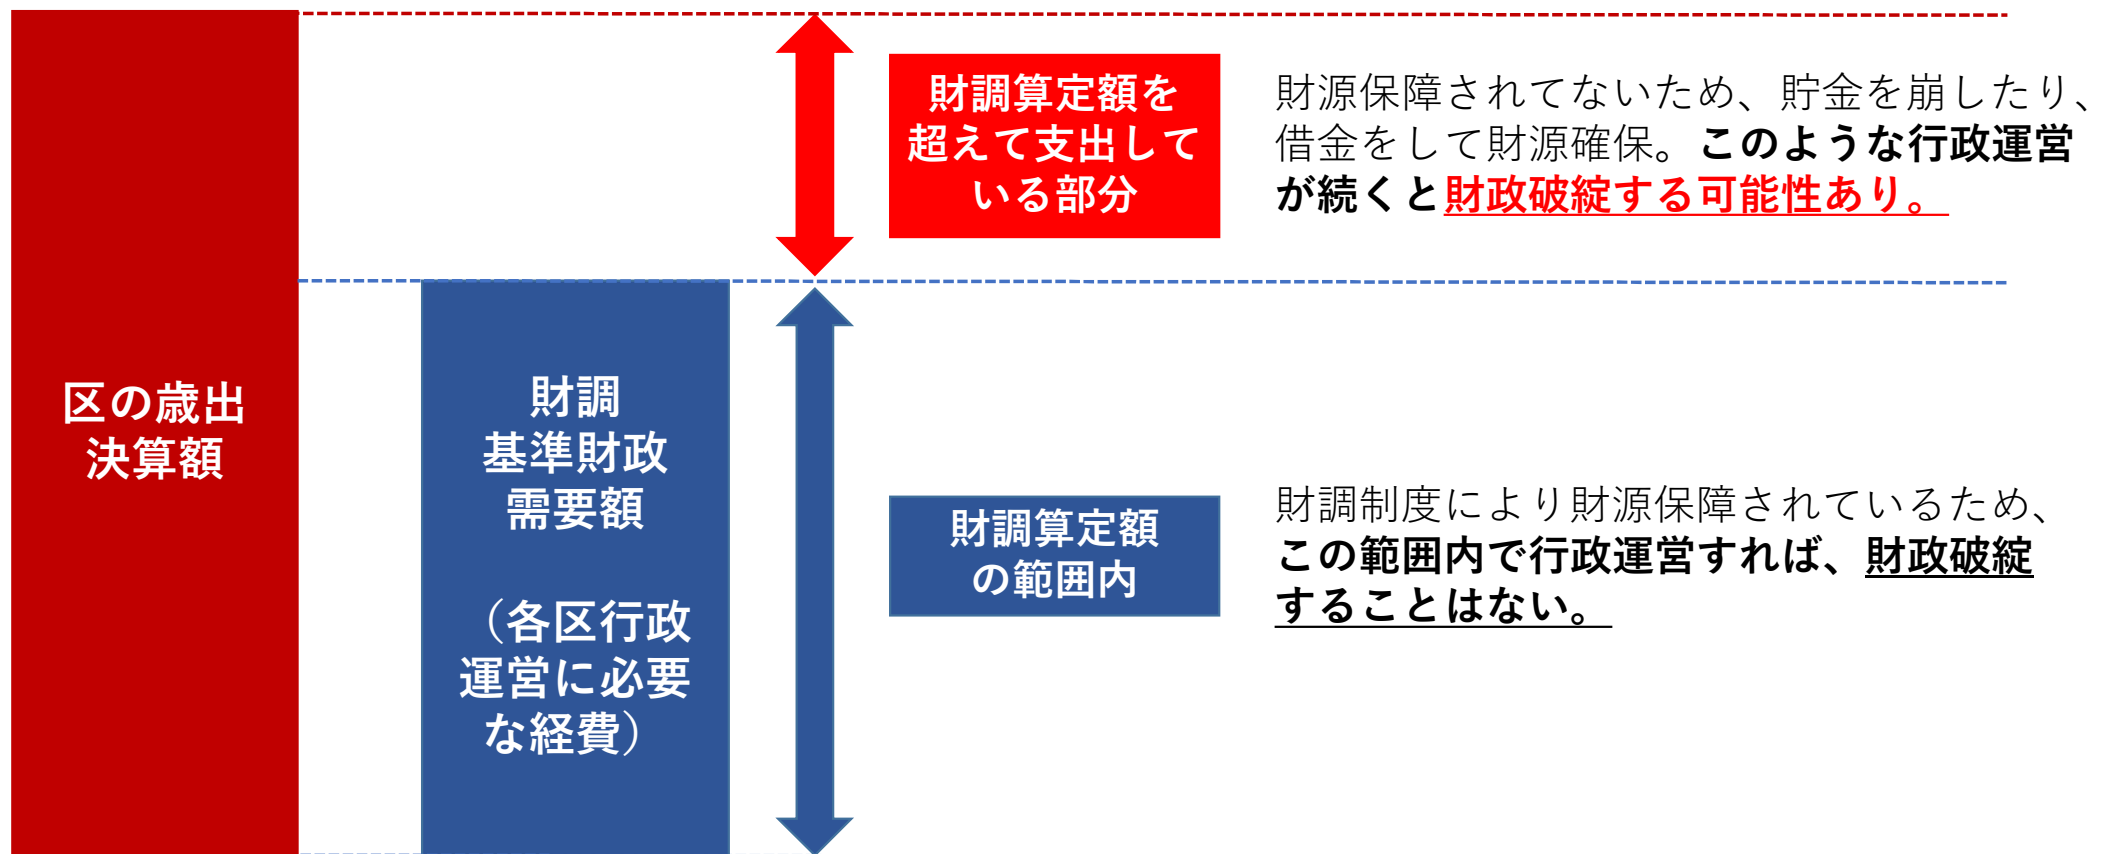 区の歳出
決算額
財調
基準財政
需要額
（各区行政
運営に必要
な経費）
財調算定額を
超えて支出して
いる部分
財源保障されてないため、貯金を崩したり、
借金をして財源確保。このような行政運営
が続くと財政破綻する可能性あり。
財調算定額
の範囲内
財調制度により財源保障されているため、
この範囲内で行政運営すれば、財政破綻
することはない。